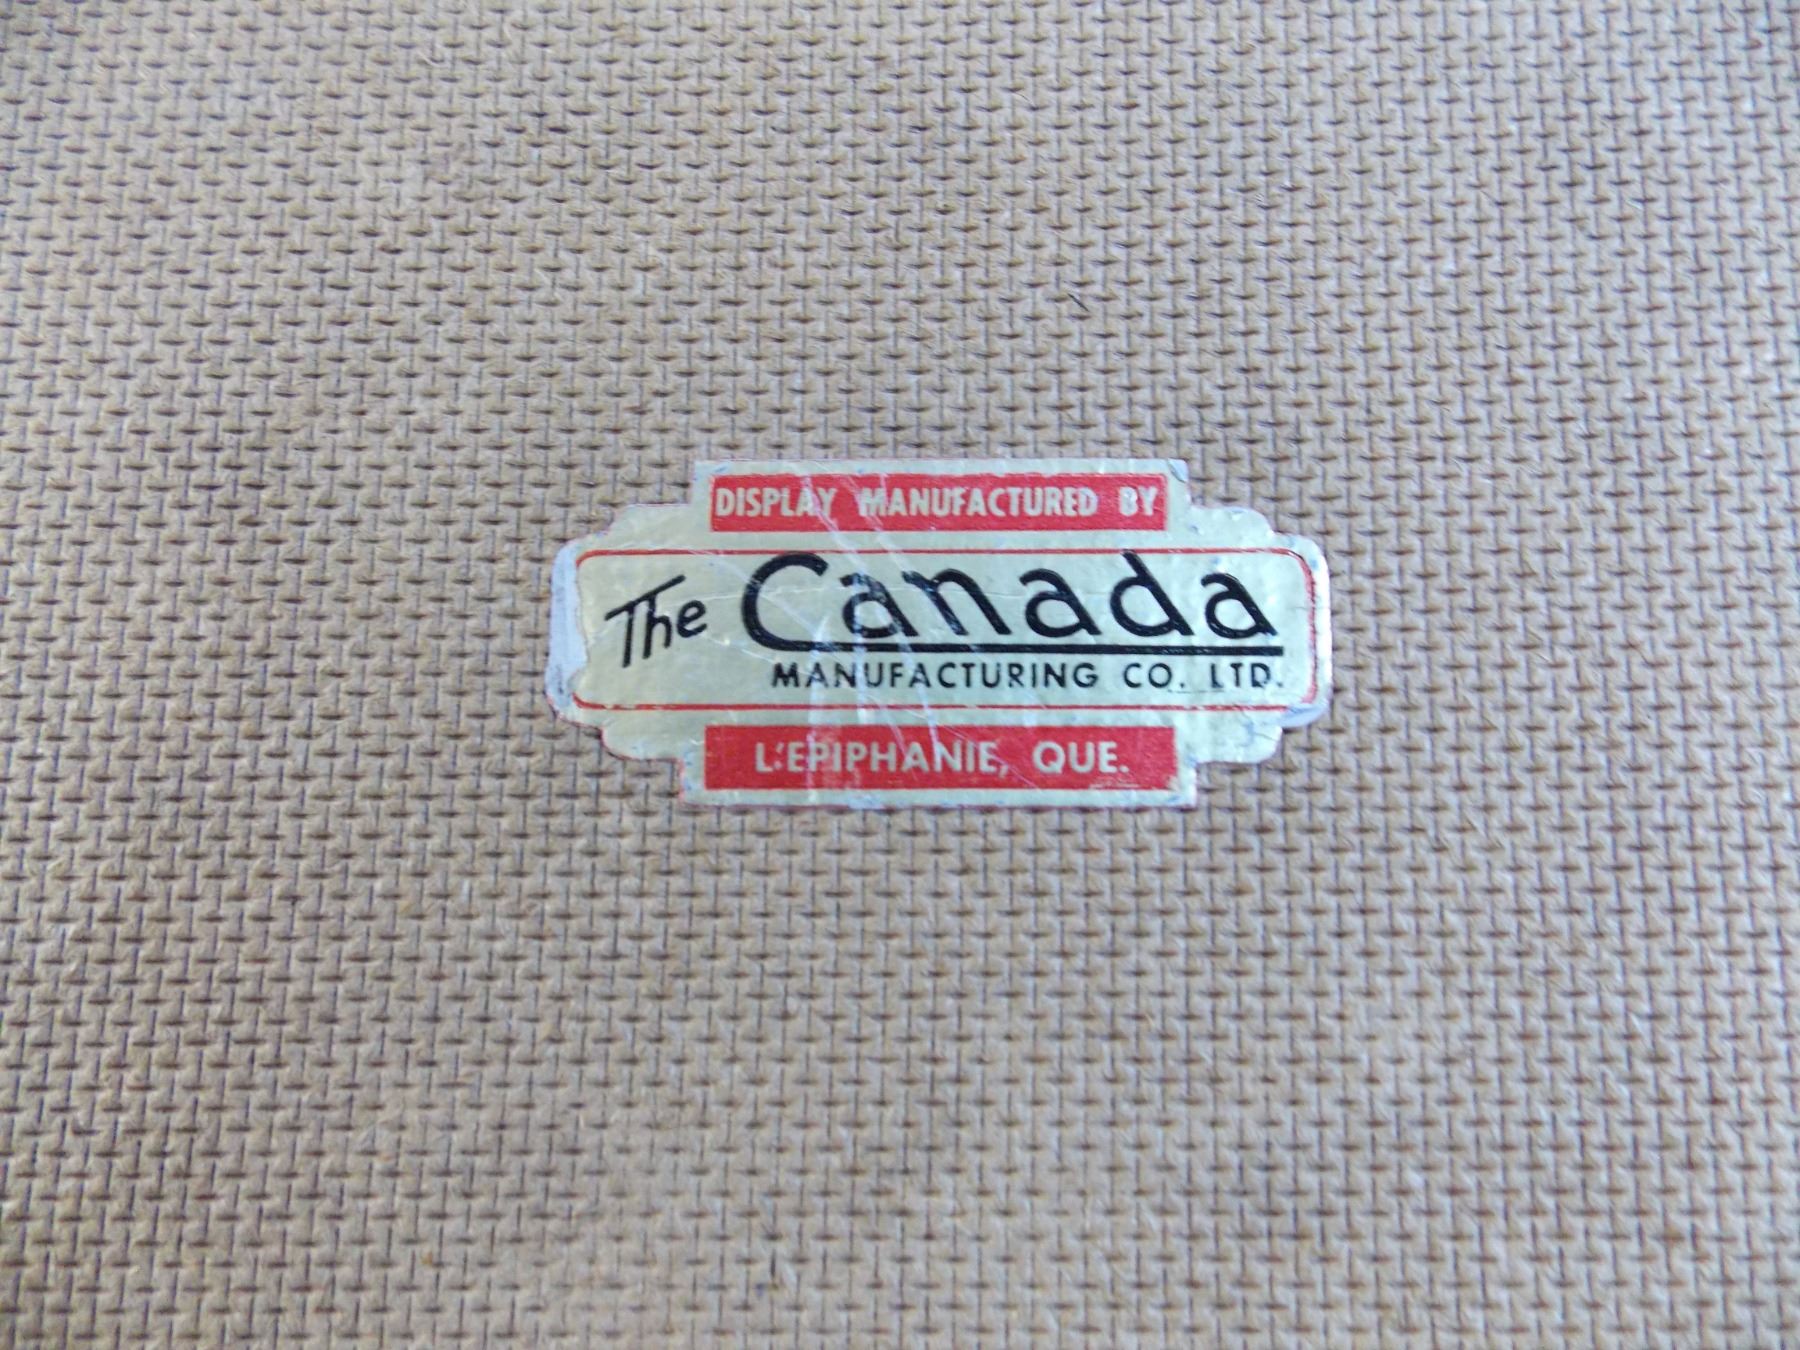 DISPLAY MANUFACTURED BY
The Canada
MANUFACTURING CO. LTD.
L'EPIPHANIE, QUE.